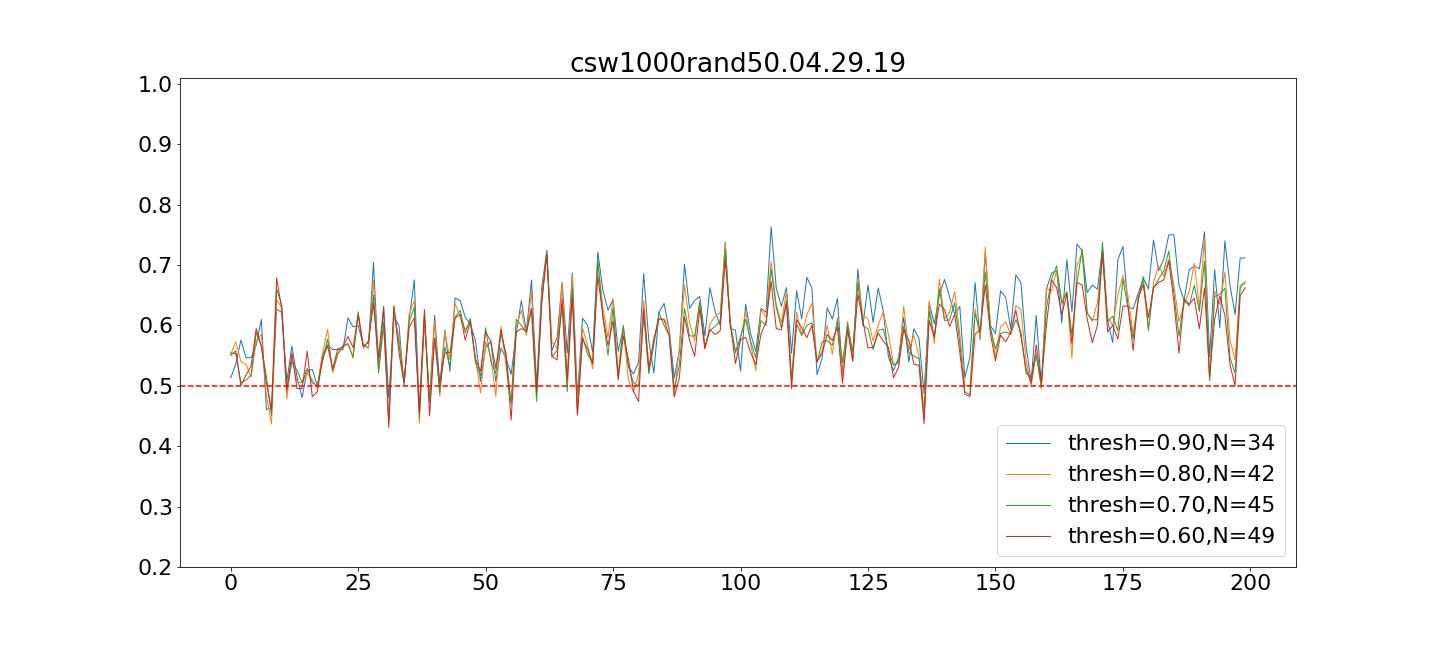 csw1000rand50.04.29.19
1.0
0.9
0.8
0.7
0.6
0.5
0.4
0.3
0.2
thresh=0.90,N=34
thresh=0.80,N=42
thresh=0.70,N=45
thresh=0.60,N=49
0 25 50 75 100 125 150 175 200